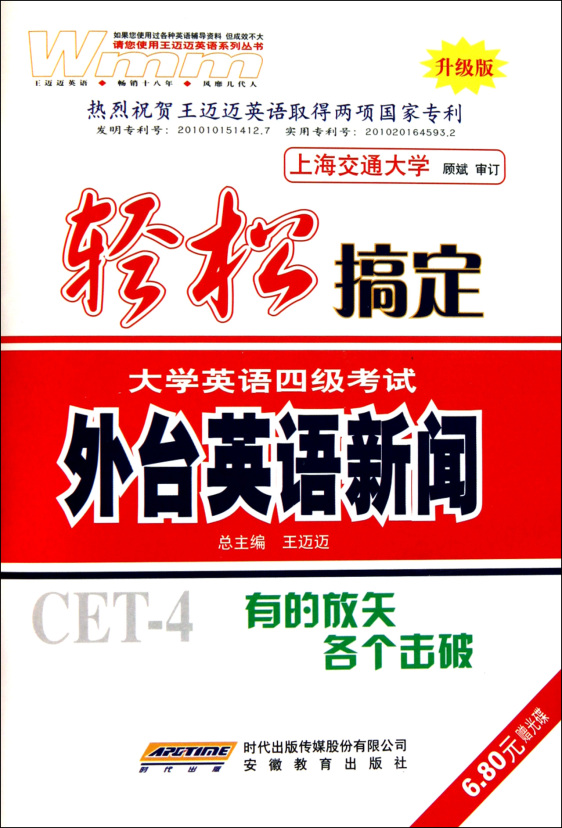 如果您使用过各种英语辅导资料 但成效不大
请您使用王迈迈英语系列丛书
Wmm
王迈迈英语 ◆ 畅销十八年 ◆ 风靡几代人
升级版
热烈祝贺王迈迈英语取得两项国家专利
发明专利号：201010151412.7 实用专利号：201020164593.2
上海交通大学 顾斌 审订
轻松搞定
大学英语四级考试
外台英语新闻
总主编 王迈迈
CET-4
有的放矢
各个击破
6.80元 赠光碟
ARCTIME
时代出版
时代出版传媒股份有限公司
安徽教育出版社